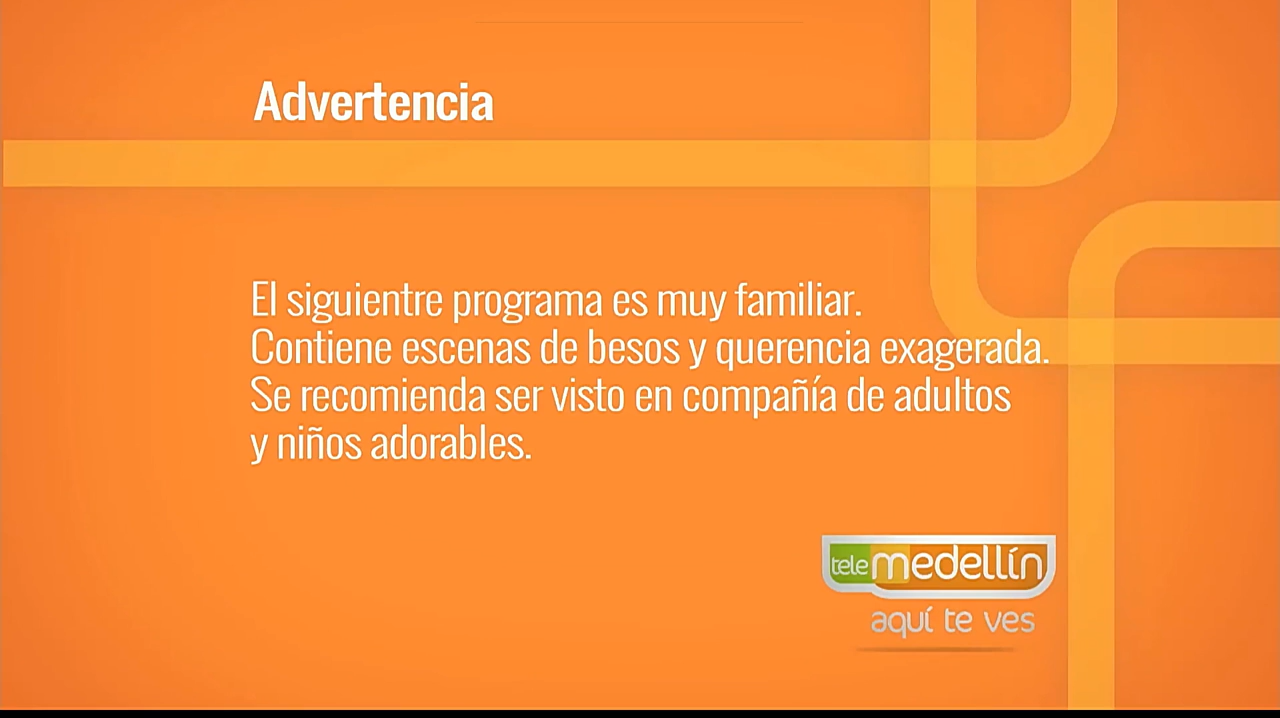 Advertencia
El siguientre programa es muy familiar.
Contiene escenas de besos y querencia exagerada.
Se recomienda ser visto en compañía de adultos
y niños adorables.
tele medellín
aquí te ves